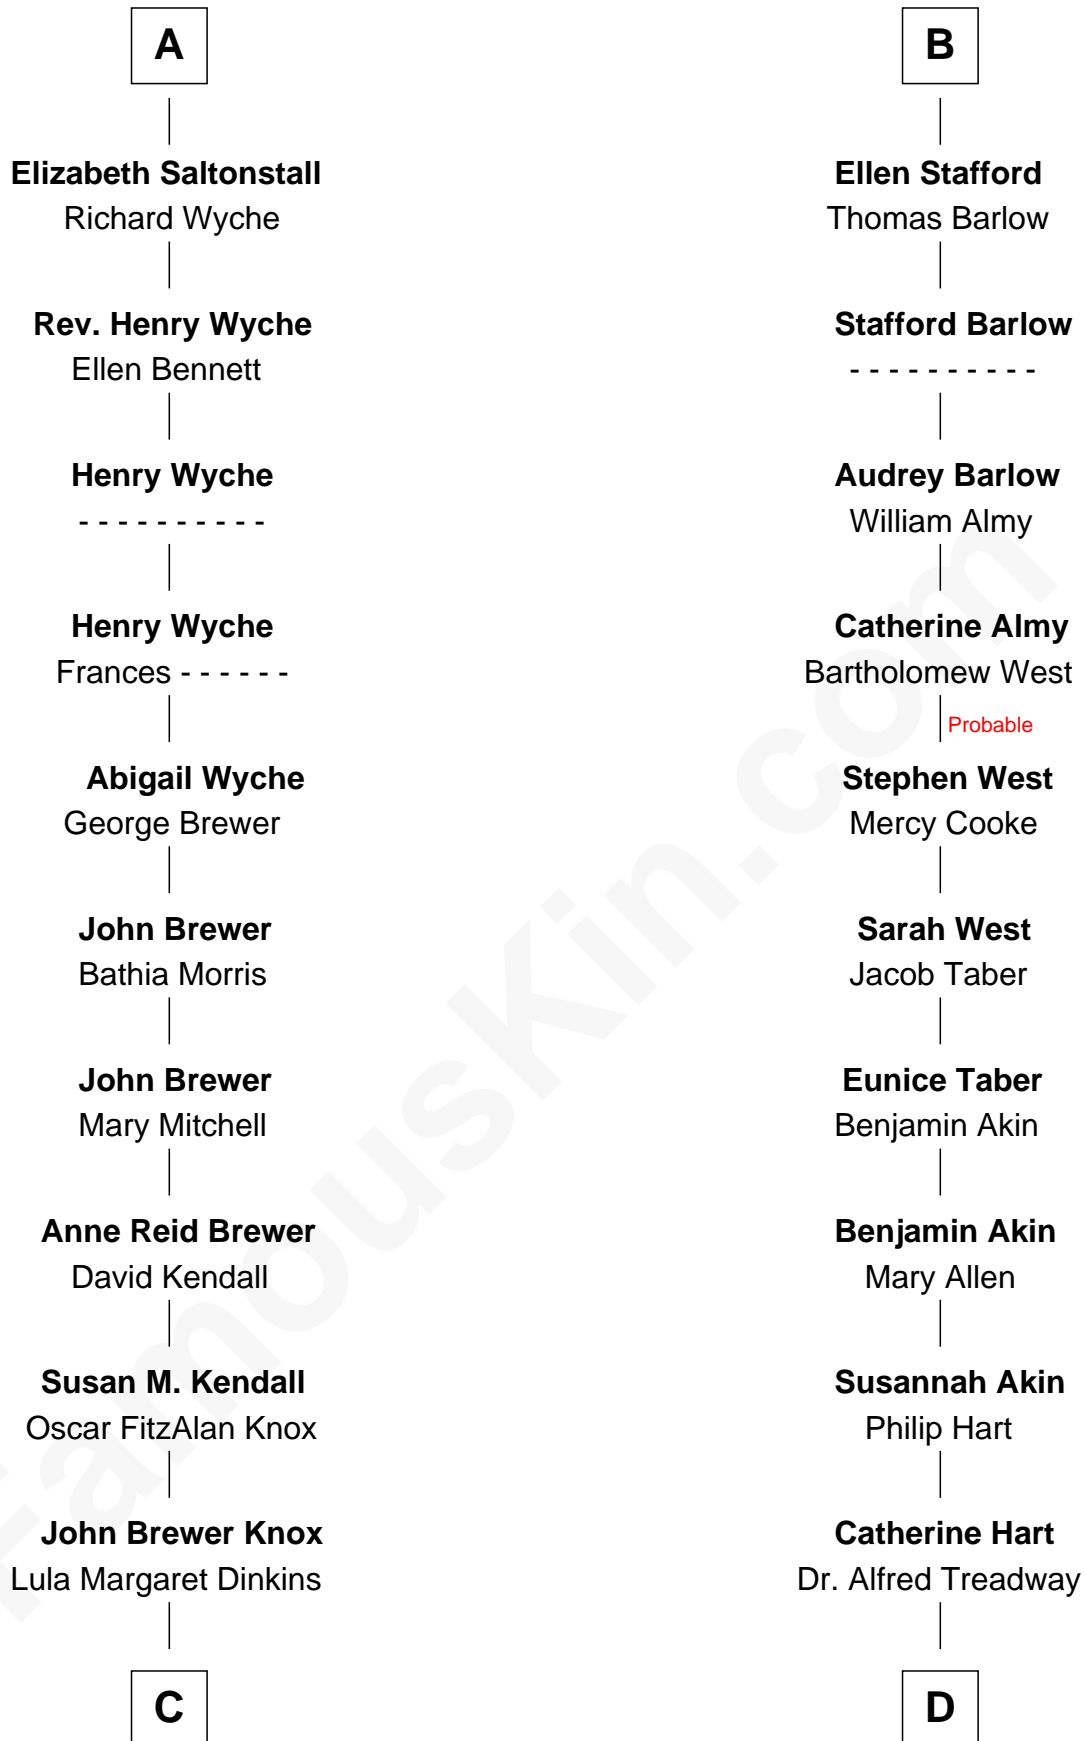 A
Elizabeth Saltonstall
Richard Wyche
Rev. Henry Wyche
Ellen Bennett
Henry Wyche
- - - - - - - - - -
Henry Wyche
Frances - - - - - -
Abigail Wyche
George Brewer
John Brewer
Bathia Morris
John Brewer
Mary Mitchell
Anne Reid Brewer
David Kendall
Susan M. Kendall
Oscar FitzAlan Knox
John Brewer Knox
Lula Margaret Dinkins
C
B
Ellen Stafford
Thomas Barlow
Stafford Barlow
- - - - - - - - - -
Audrey Barlow
William Almy
Catherine Almy
Bartholomew West
Probable
Stephen West
Mercy Cooke
Sarah West
Jacob Taber
Eunice Taber
Benjamin Akin
Benjamin Akin
Mary Allen
Susannah Akin
Philip Hart
Catherine Hart
Dr. Alfred Treadway
D
FamousKin.com